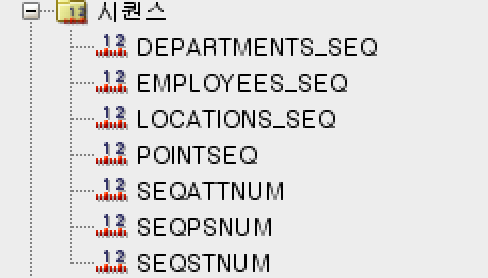 시퀀스
DEPARTMENTS_SEQ
EMPLOYEES_SEQ
LOCATIONS_SEQ
POINTSEQ
SEQATTNUM
SEQPSNUM
SEQSTNUM